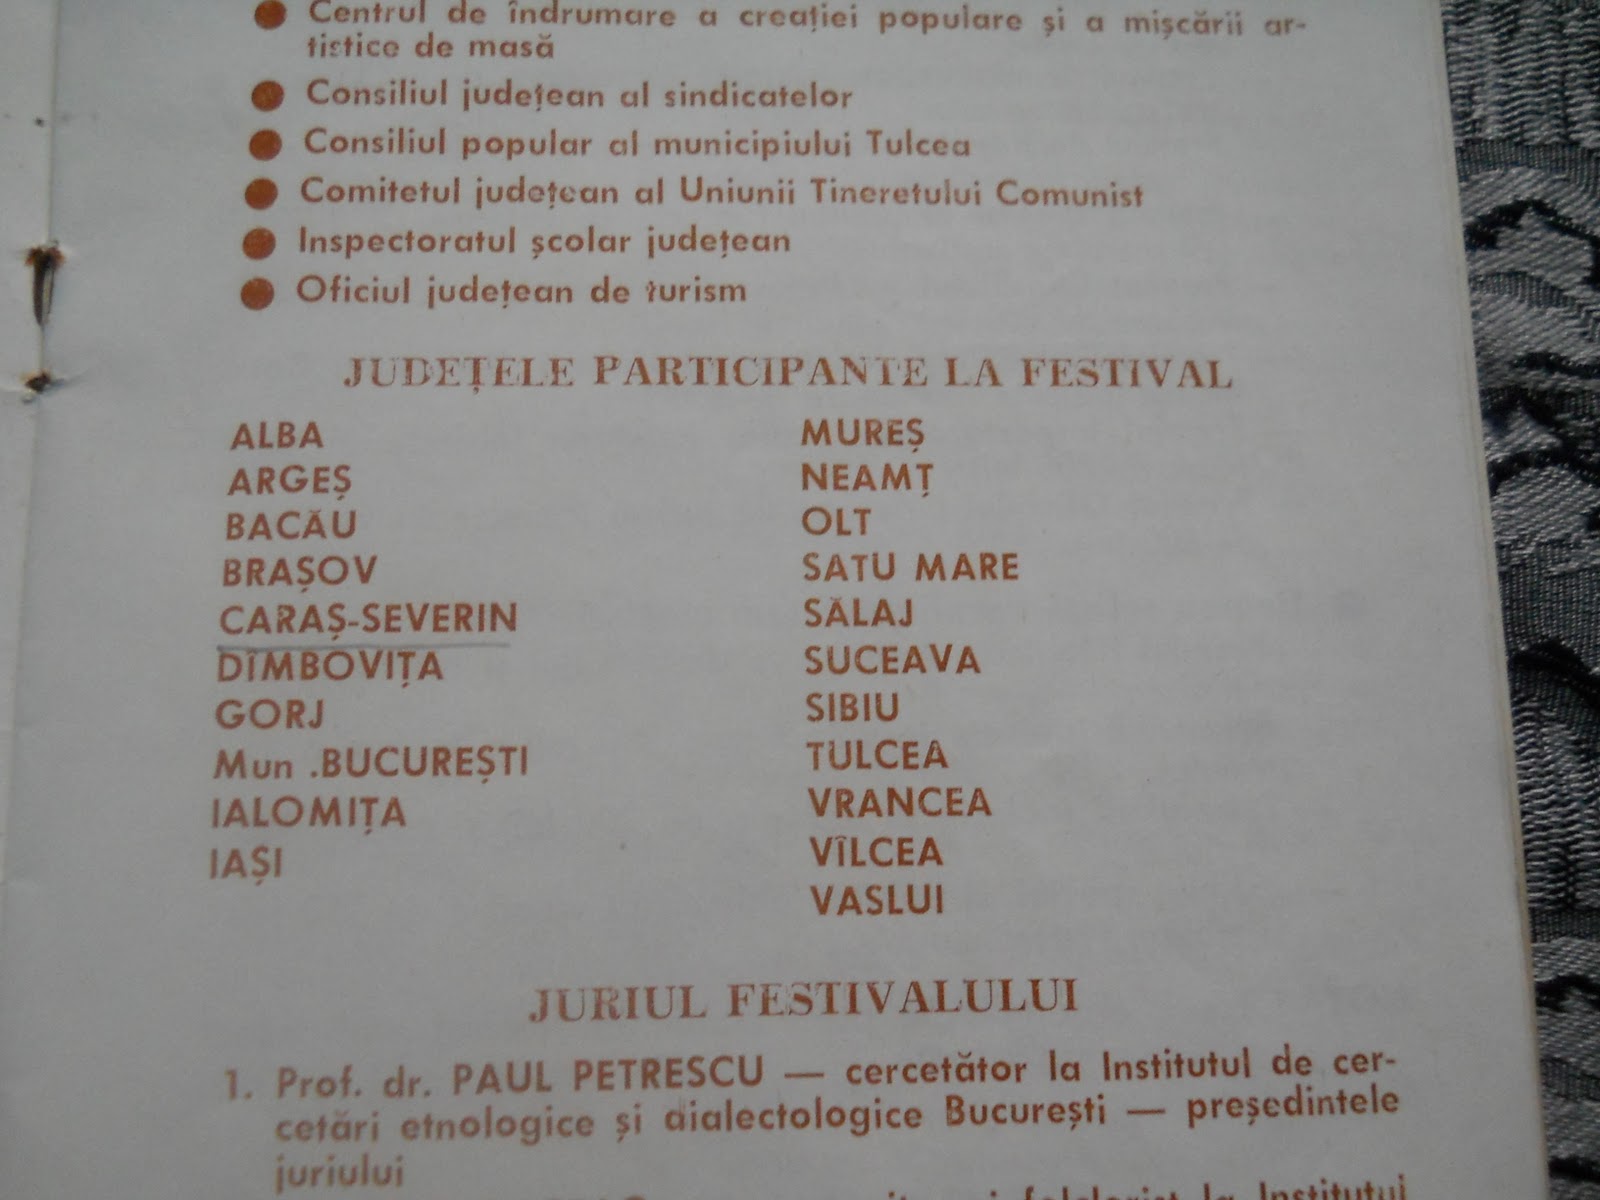 Centrul de îndrumare a creației populare și a mișcării ar-
tistice de masă
Consiliul județean al sindicatelor
Consiliul popular al municipiului Tulcea
Comitetul județean al Uniunii Tineretului Comunist
Inspectoratul școlar județean
Oficiul județean de turism
JUDEȚELE PARTICIPANTE LA FESTIVAL
ALBA
ARGEȘ
BACĂU
BRAȘOV
CARAȘ-SEVERIN
DÎMBOVIȚA
GORJ
Mun .BUCUREȘTI
IALOMIȚA
IAȘI
MUREȘ
NEAMȚ
OLT
SATU MARE
SĂLAJ
SUCEAVA
SIBIU
TULCEA
VRANCEA
VÎLCEA
VASLUI
JURIUL FESTIVALULUI
1. Prof. dr. PAUL PETRESCU — cercetător la Institutul de cer-
cetări etnologice și dialectologice București — președintele
juriului
folclorist la Institutul